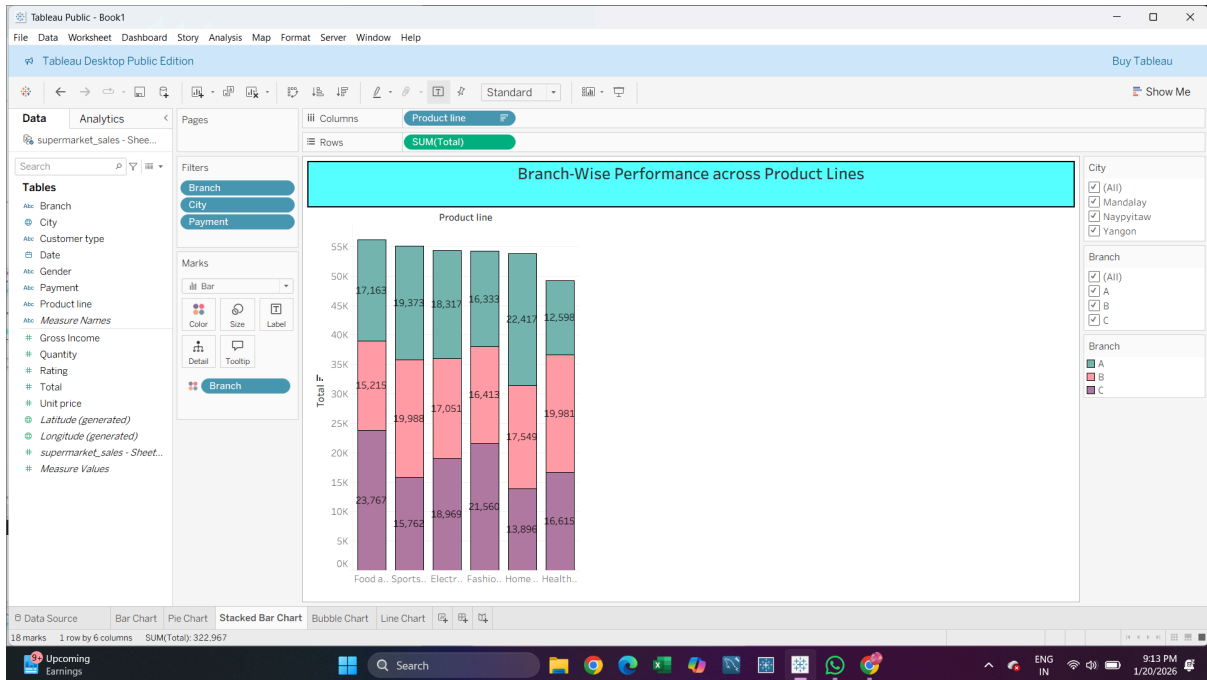 Tableau Public - Book1
File Data Worksheet Dashboard Story Analysis Map Format Server Window Help
Tableau Desktop Public Edition
Buy Tableau
Standard
Show Me
Data Analytics
supermarket_sales - Shee...
Search
Tables
Abc Branch
City
Abc Customer type
Date
Abc Gender
Abc Payment
Abc Product line
Abc Measure Names
# Gross Income
# Quantity
# Rating
# Total
# Unit price
Latitude (generated)
Longitude (generated)
# supermarket_sales - Sheet...
# Measure Values
Pages
Filters
Branch
City
Payment
Marks
Bar
Color Size Label
Detail Tooltip
Branch
Columns Product line
Rows SUM(Total)
Branch-Wise Performance across Product Lines
Product line
Total
55K
50K
45K
40K
35K
30K
25K
20K
15K
10K
5K
0K
17,163 19,373 18,317 16,333 22,417 12,598
15,215 19,988 17,051 16,413 17,549 19,981
23,767 15,762 18,969 21,560 13,896 16,615
Food a.. Sports.. Electr.. Fashio.. Home .. Health..
City
(All)
Mandalay
Naypyitaw
Yangon
Branch
(All)
A
B
C
Branch
A
B
C
Data Source Bar Chart Pie Chart Stacked Bar Chart Bubble Chart Line Chart
18 marks 1 row by 6 columns SUM(Total): 322,967
9+
Upcoming
Earnings
Search
ENG
IN
9:13 PM
1/20/2026